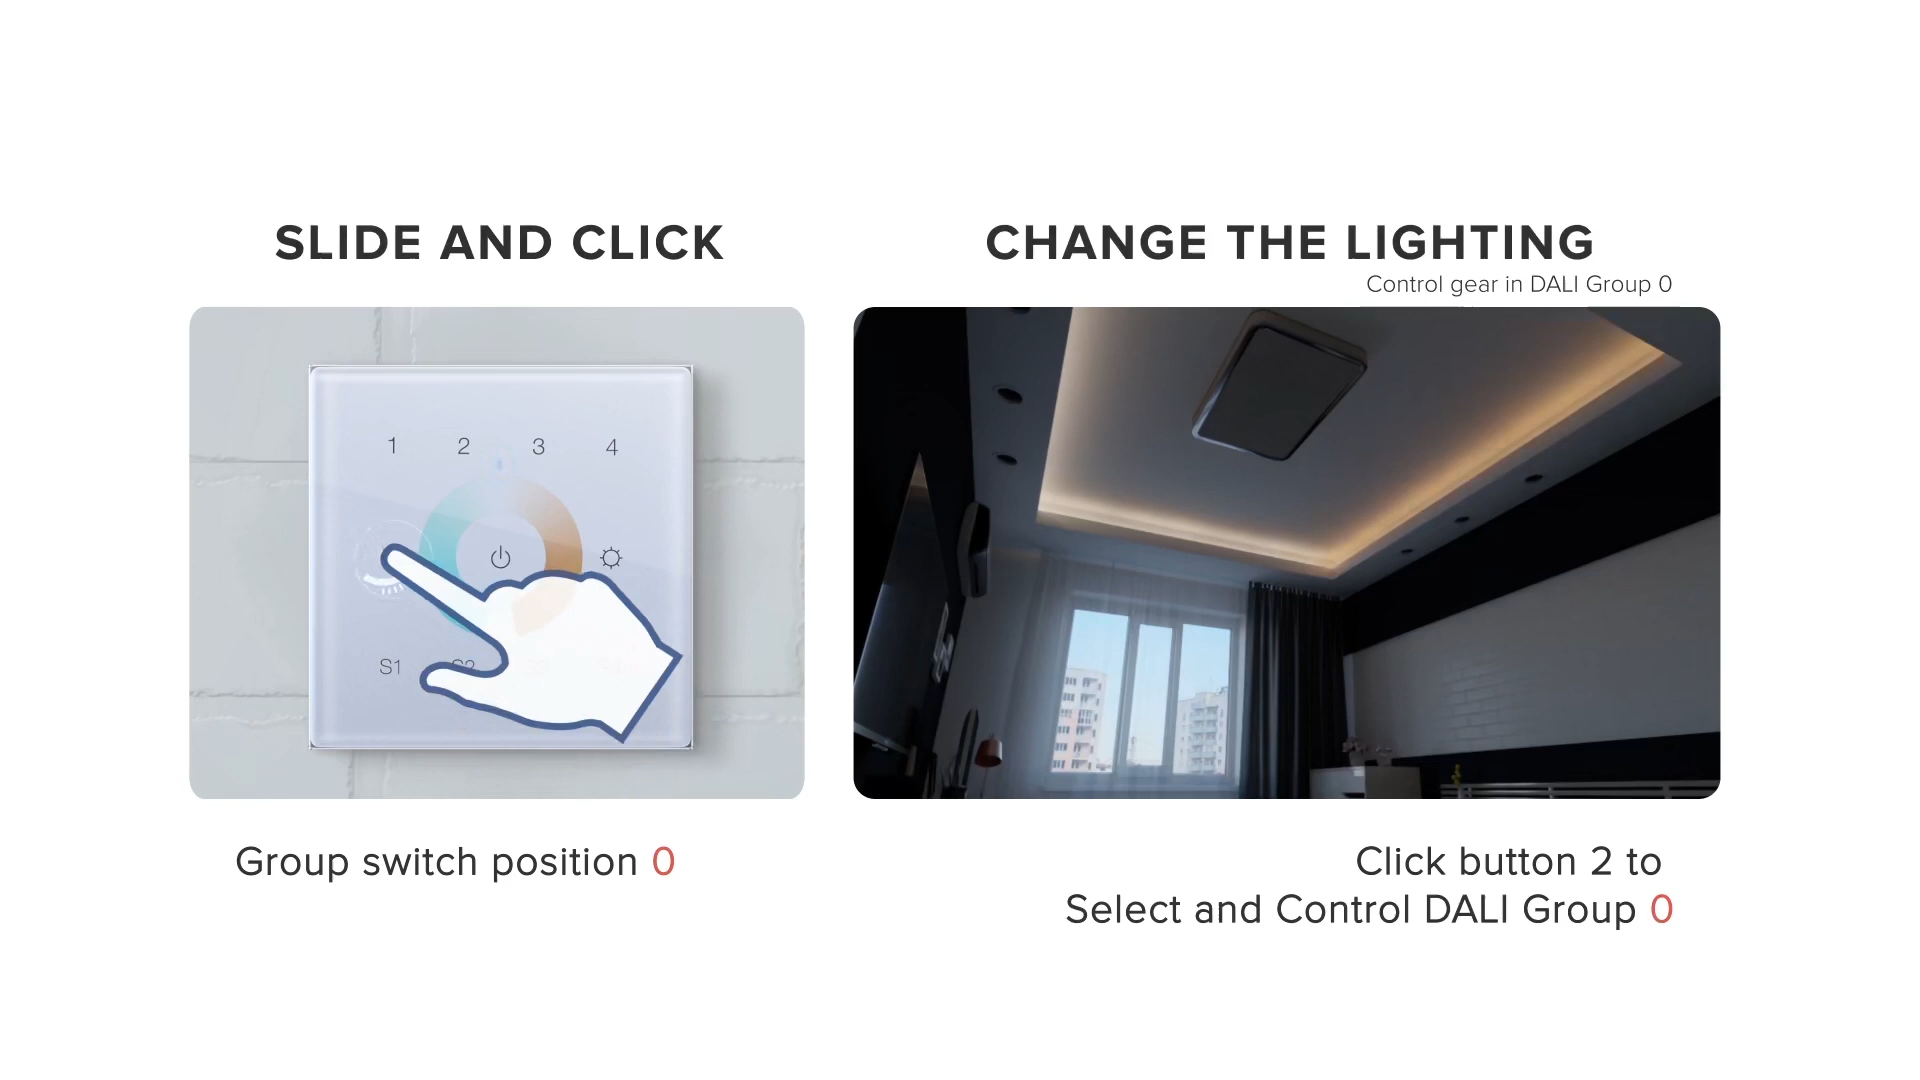 SLIDE AND CLICK
CHANGE THE LIGHTING
Control gear in DALI Group 0
1 2 3 4
S1 S2
Group switch position 0
Click button 2 to
Select and Control DALI Group 0